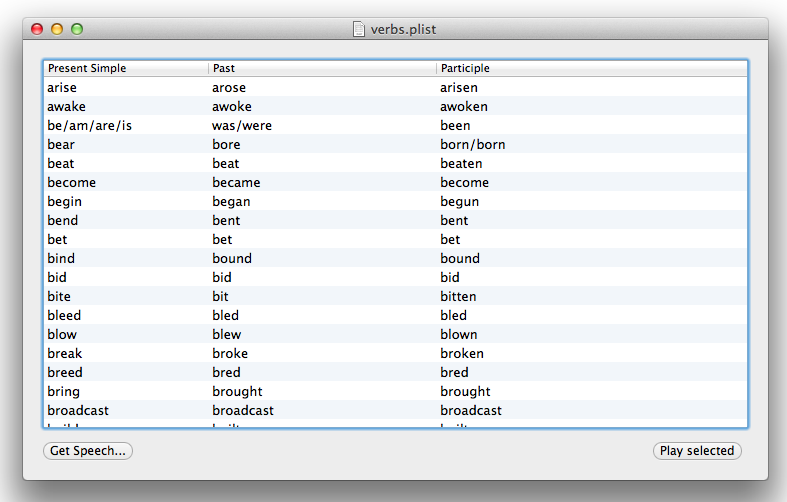 verbs.plist
Present Simple Past Participle
arise arose arisen
awake awoke awoken
be/am/are/is was/were been
bear bore born/born
beat beat beaten
become became become
begin began begun
bend bent bent
bet bet bet
bind bound bound
bid bid bid
bite bit bitten
bleed bled bled
blow blew blown
break broke broken
breed bred bred
bring brought brought
broadcast broadcast broadcast
Get Speech... Play selected